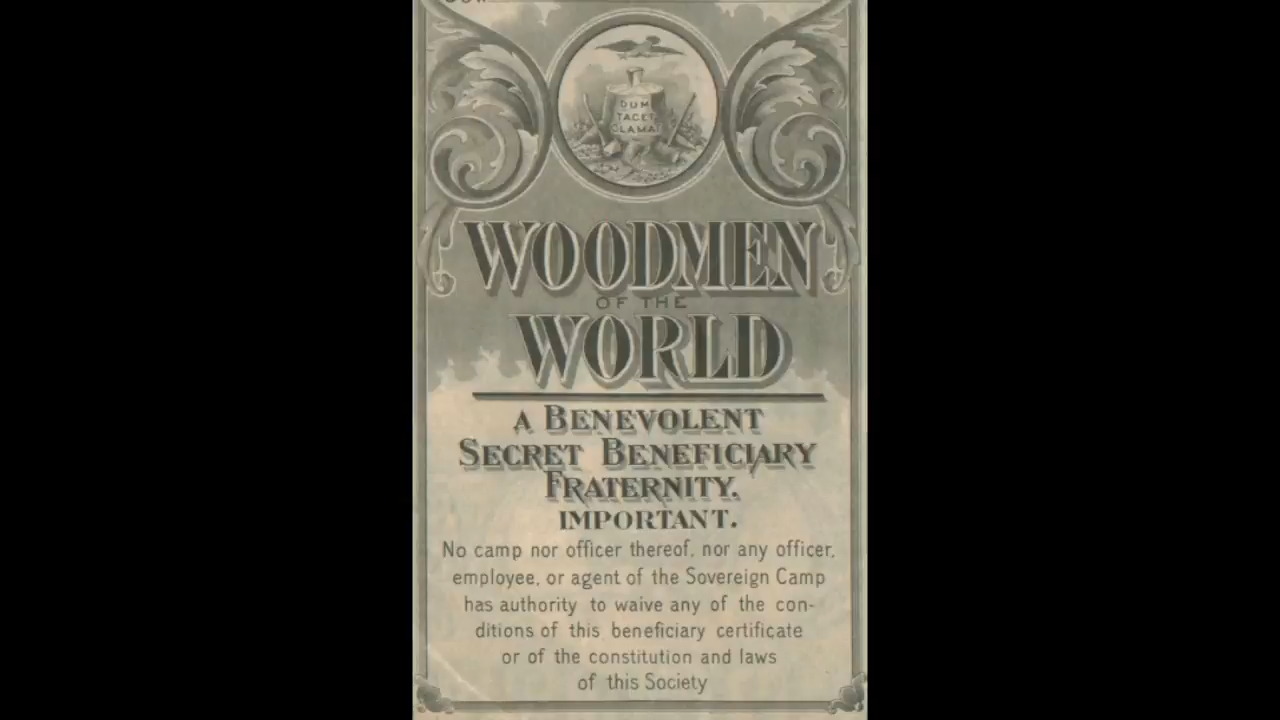 DUM
TACET
CLAMAT
WOODMEN
OF THE
WORLD
A BENEVOLENT
SECRET BENEFICIARY
FRATERNITY.
IMPORTANT.
No camp nor officer thereof, nor any officer,
employee, or agent of the Sovereign Camp
has authority to waive any of the con-
ditions of this beneficiary certificate
or of the constitution and laws
of this Society